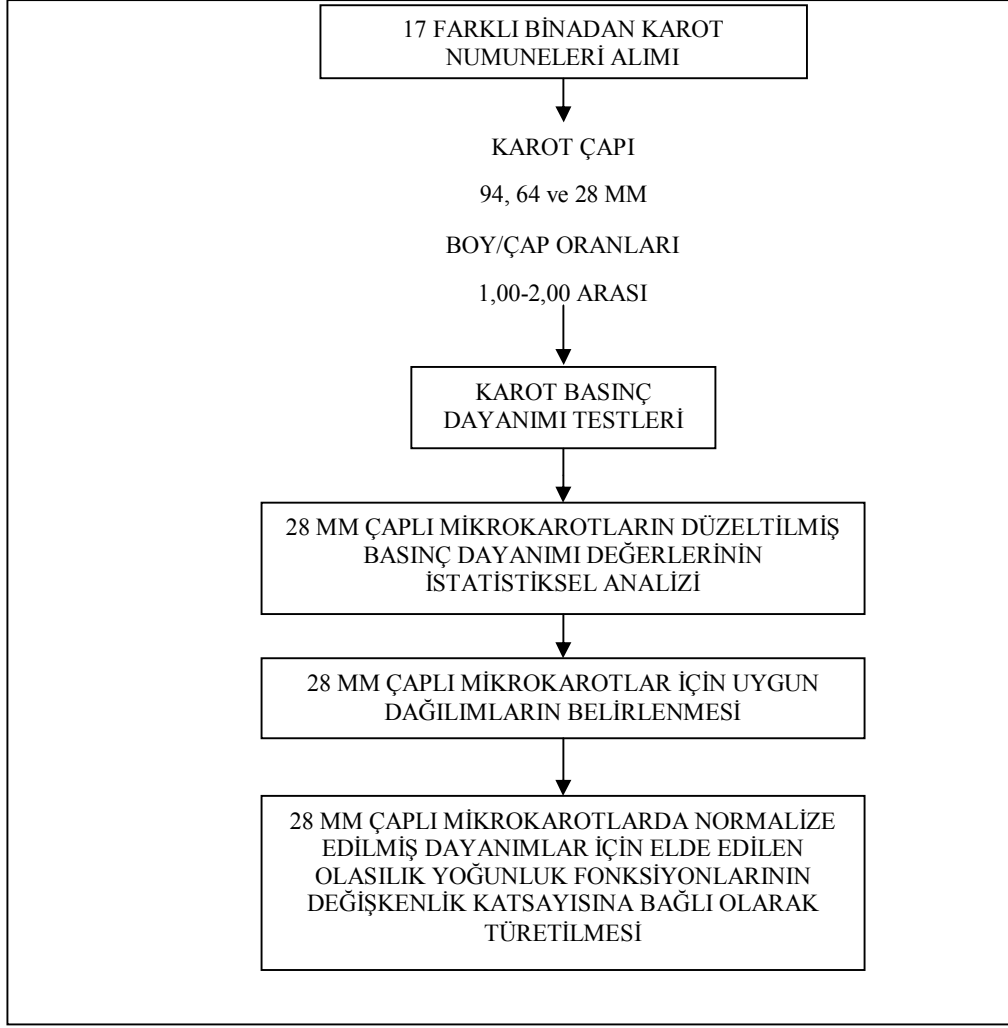 17 FARKLI BİNADAN KAROT
NUMUNELERİ ALIMI
KAROT ÇAPI
94, 64 ve 28 MM
BOY/ÇAP ORANLARI
1,00-2,00 ARASI
KAROT BASINÇ
DAYANIMI TESTLERİ
28 MM ÇAPLI MİKROKAROTLARIN DÜZELTİLMİŞ
BASINÇ DAYANIMI DEĞERLERİNİN
İSTATİSTİKSEL ANALİZİ
28 MM ÇAPLI MİKROKAROTLAR İÇİN UYGUN
DAĞILIMLARIN BELİRLENMESİ
28 MM ÇAPLI MİKROKAROTLARDA NORMALİZE
EDİLMİŞ DAYANIMLAR İÇİN ELDE EDİLEN
OLASILIK YOĞUNLUK FONKSİYONLARININ
DEĞİŞKENLİK KATSAYISINA BAĞLI OLARAK
TÜRETİLMESİ